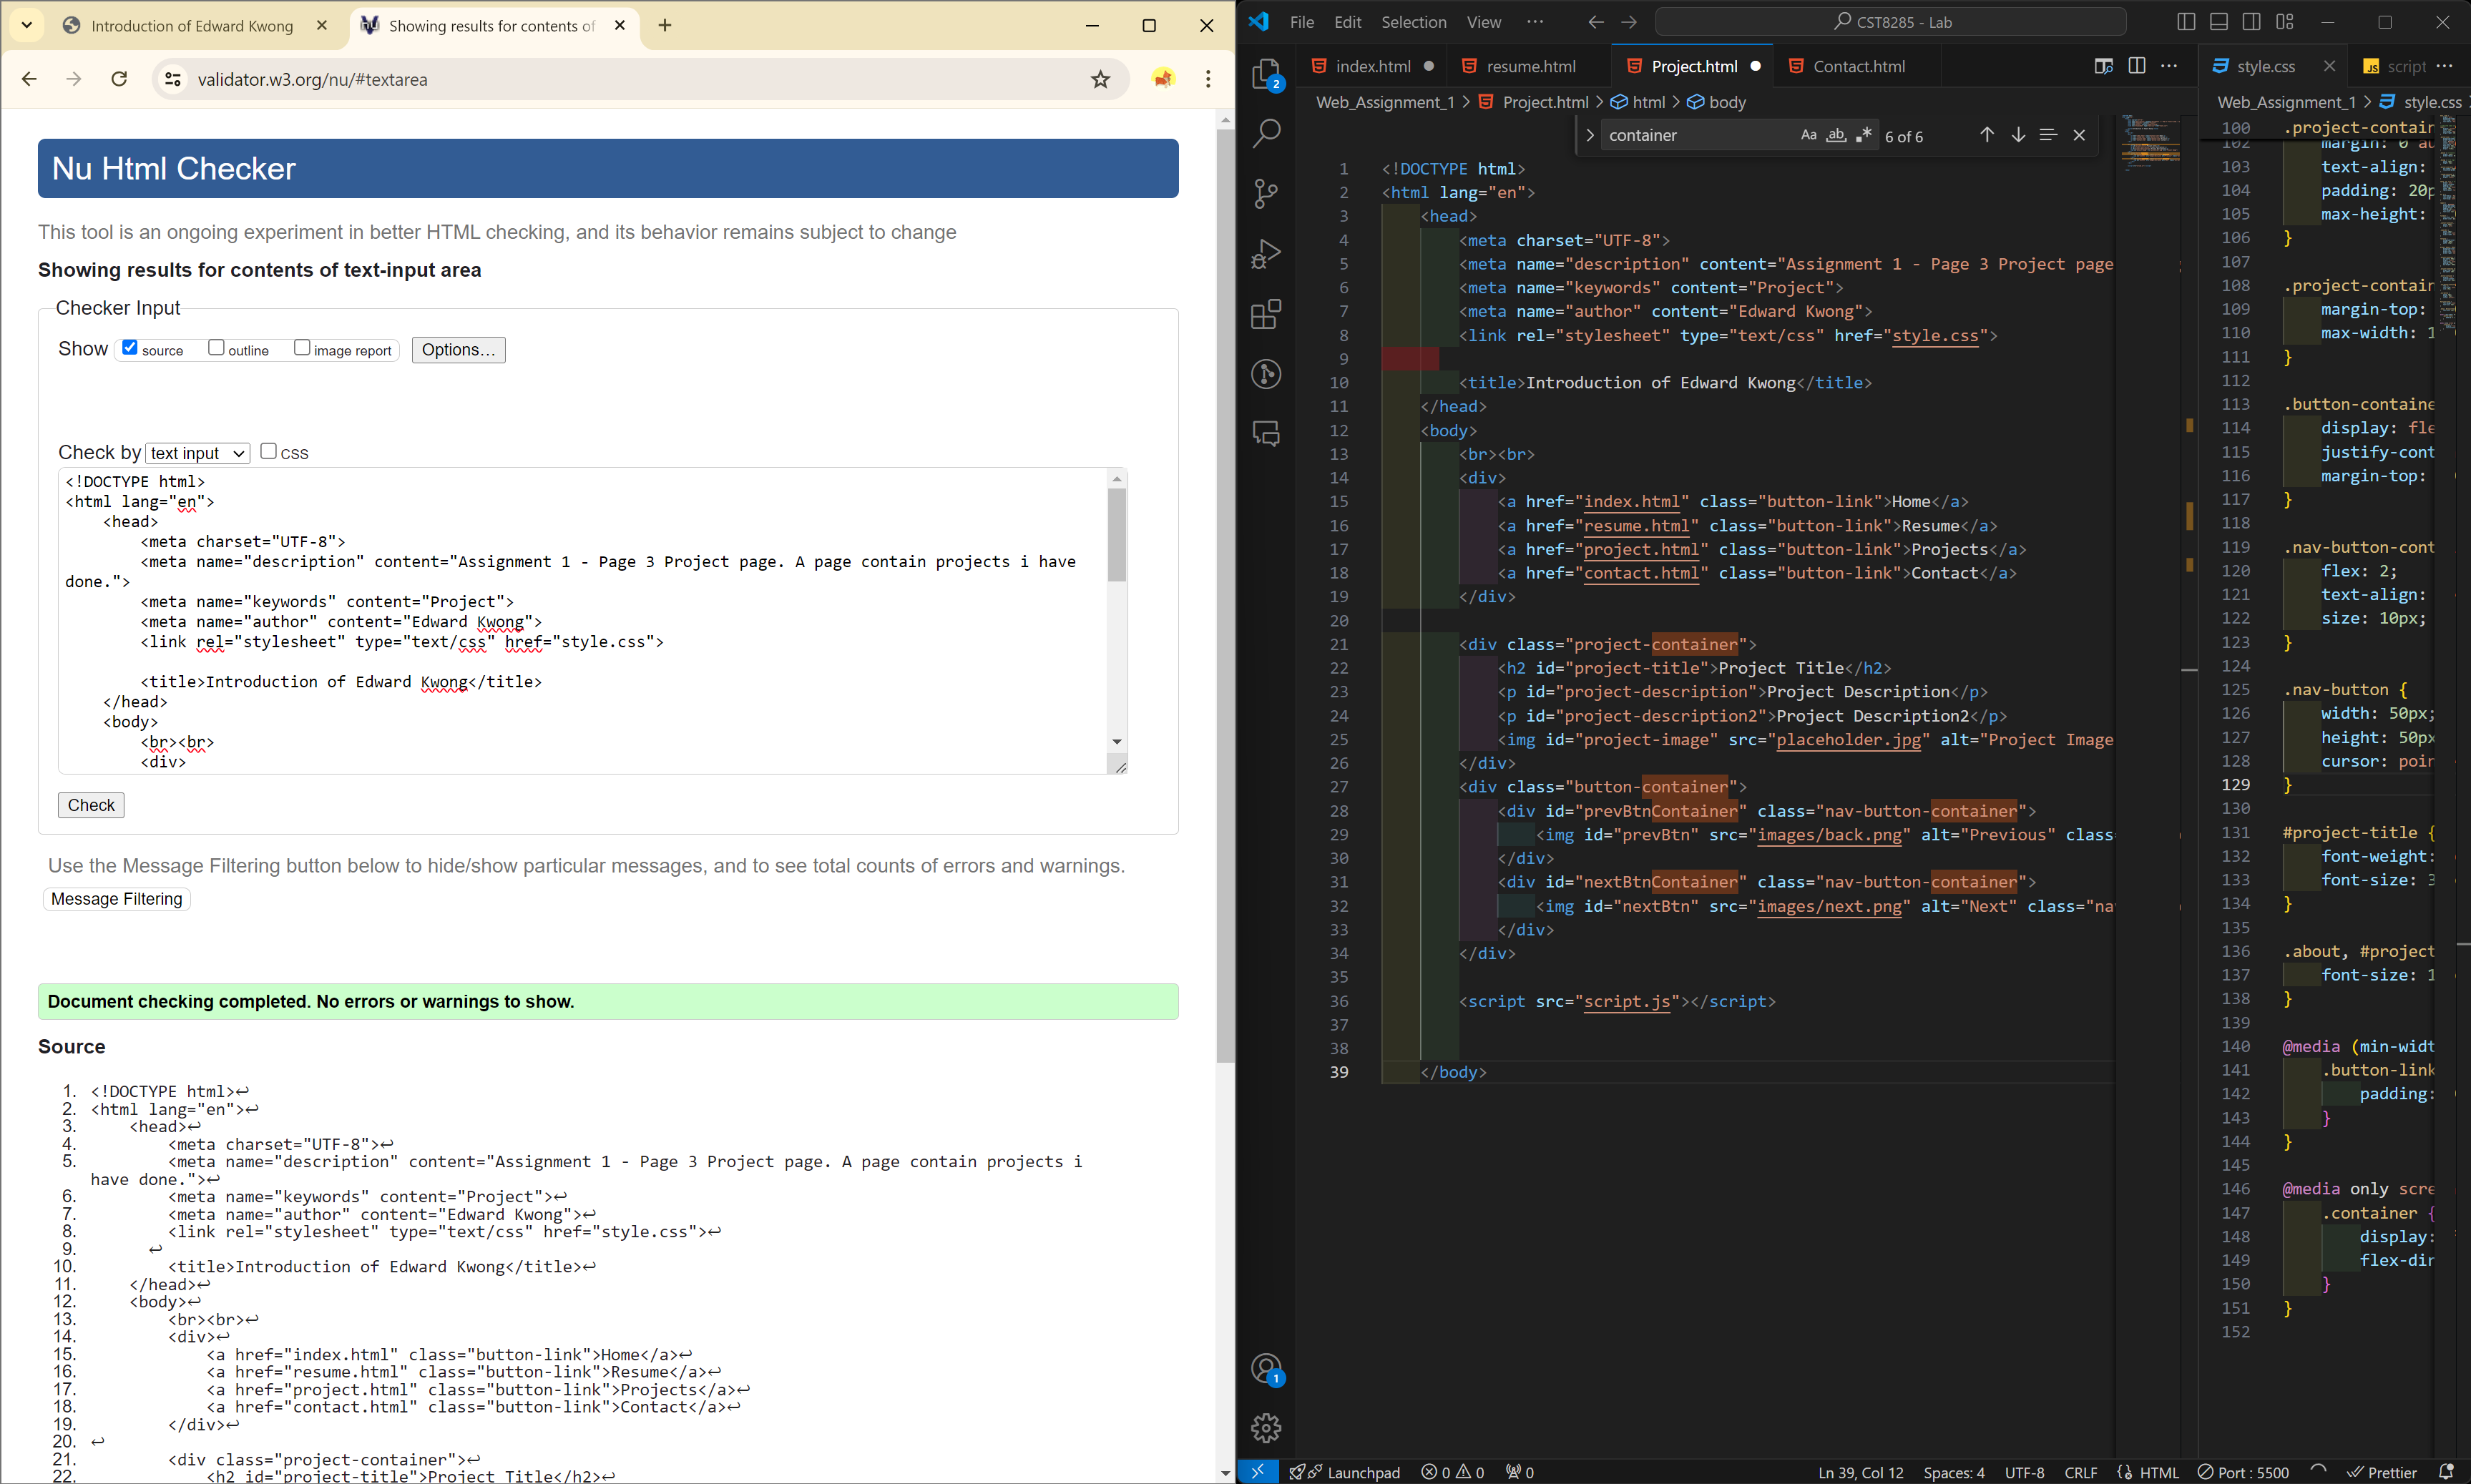 Introduction of Edward Kwong
Showing results for contents of
validator.w3.org/nu/#textarea
Nu Html Checker
This tool is an ongoing experiment in better HTML checking, and its behavior remains subject to change
Showing results for contents of text-input area
Checker Input
Show source outline image report Options...
Check by text input css
<!DOCTYPE html>
<html lang="en">
<head>
<meta charset="UTF-8">
<meta name="description" content="Assignment 1 - Page 3 Project page. A page contain projects i have
done.">
<meta name="keywords" content="Project">
<meta name="author" content="Edward Kwong">
<link rel="stylesheet" type="text/css" href="style.css">
<title>Introduction of Edward Kwong</title>
</head>
<body>
<br><br>
<div>
Check
Use the Message Filtering button below to hide/show particular messages, and to see total counts of errors and warnings.
Message Filtering
Document checking completed. No errors or warnings to show.
Source
1. <!DOCTYPE html>↩
2. <html lang="en">↩
3. <head>↩
4. <meta charset="UTF-8">↩
5. <meta name="description" content="Assignment 1 - Page 3 Project page. A page contain projects i
have done.">↩
6. <meta name="keywords" content="Project">↩
7. <meta name="author" content="Edward Kwong">↩
8. <link rel="stylesheet" type="text/css" href="style.css">↩
9. ↩
10. <title>Introduction of Edward Kwong</title>↩
11. </head>↩
12. <body>↩
13. <br><br>↩
14. <div>↩
15. <a href="index.html" class="button-link">Home</a>↩
16. <a href="resume.html" class="button-link">Resume</a>↩
17. <a href="project.html" class="button-link">Projects</a>↩
18. <a href="contact.html" class="button-link">Contact</a>↩
19. </div>↩
20. ↩
21. <div class="project-container">↩
22. <h2 id="project-title">Project Title</h2>↩
File Edit Selection View ··· CST8285 - Lab
index.html resume.html Project.html Contact.html
Web_Assignment_1 > Project.html > html > body
container Aa ab .* 6 of 6
1 <!DOCTYPE html>
2 <html lang="en">
3 <head>
4 <meta charset="UTF-8">
5 <meta name="description" content="Assignment 1 - Page 3 Project page
6 <meta name="keywords" content="Project">
7 <meta name="author" content="Edward Kwong">
8 <link rel="stylesheet" type="text/css" href="style.css">
9
10 <title>Introduction of Edward Kwong</title>
11 </head>
12 <body>
13 <br><br>
14 <div>
15 <a href="index.html" class="button-link">Home</a>
16 <a href="resume.html" class="button-link">Resume</a>
17 <a href="project.html" class="button-link">Projects</a>
18 <a href="contact.html" class="button-link">Contact</a>
19 </div>
20
21 <div class="project-container">
22 <h2 id="project-title">Project Title</h2>
23 <p id="project-description">Project Description</p>
24 <p id="project-description2">Project Description2</p>
25 <img id="project-image" src="placeholder.jpg" alt="Project Image
26 </div>
27 <div class="button-container">
28 <div id="prevBtnContainer" class="nav-button-container">
29 <img id="prevBtn" src="images/back.png" alt="Previous" class=
30 </div>
31 <div id="nextBtnContainer" class="nav-button-container">
32 <img id="nextBtn" src="images/next.png" alt="Next" class="na
33 </div>
34 </div>
35
36 <script src="script.js"></script>
37
38
39 </body>
style.css script ···
Web_Assignment_1 > style.css
100 .project-contair
102 margin: 0 au
103 text-align:
104 padding: 20p
105 max-height:
106 }
107
108 .project-contair
109 margin-top:
110 max-width: 1
111 }
112
113 .button-containe
114 display: fle
115 justify-cont
116 margin-top:
117 }
118
119 .nav-button-cont
120 flex: 2;
121 text-align:
122 size: 10px;
123 }
124
125 .nav-button {
126 width: 50px;
127 height: 50px
128 cursor: poin
129 }
130
131 #project-title {
132 font-weight:
133 font-size: 3
134 }
135
136 .about, #project
137 font-size: 1
138 }
139
140 @media (min-widt
141 .button-link
142 padding:
143 }
144 }
145
146 @media only scre
147 .container {
148 display:
149 flex-dir
150 }
151 }
152
2
1
Launchpad 0 0 0 Ln 39, Col 12 Spaces: 4 UTF-8 CRLF {} HTML Port : 5500 Prettier